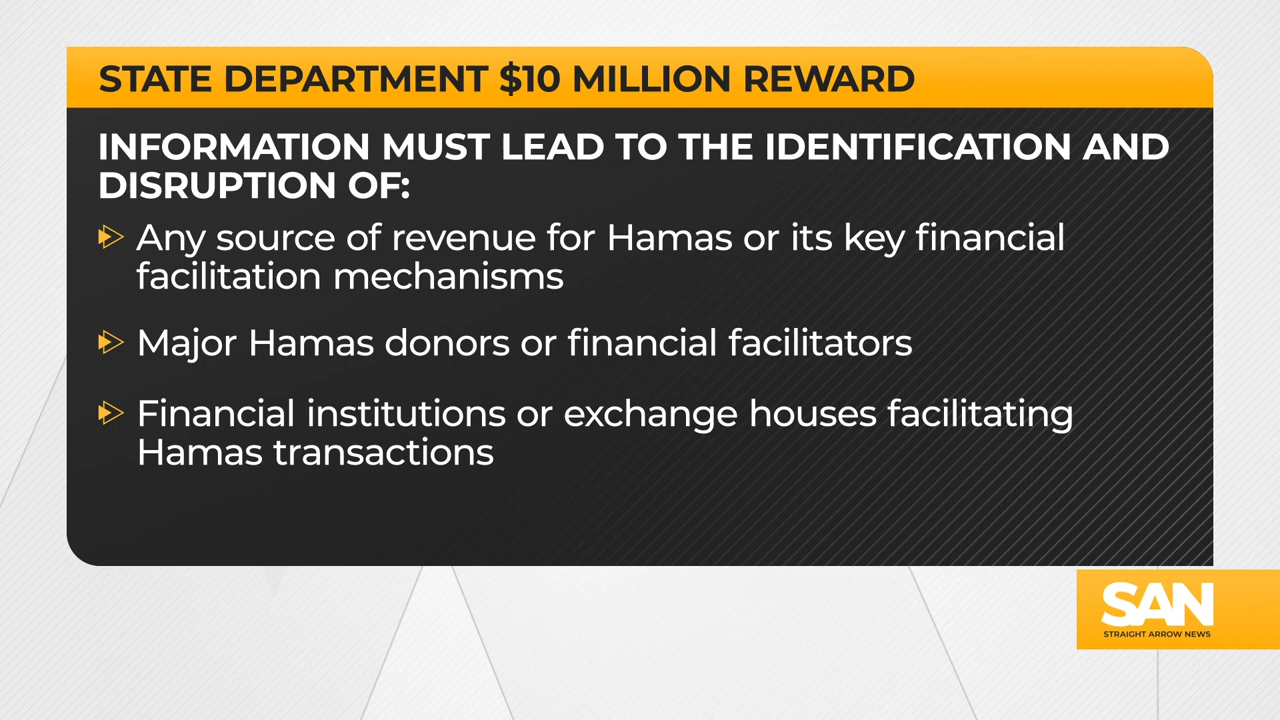 STATE DEPARTMENT $10 MILLION REWARD
INFORMATION MUST LEAD TO THE IDENTIFICATION AND
DISRUPTION OF:
Any source of revenue for Hamas or its key financial
facilitation mechanisms
Major Hamas donors or financial facilitators
Financial institutions or exchange houses facilitating
Hamas transactions
SAN
STRAIGHT ARROW NEWS